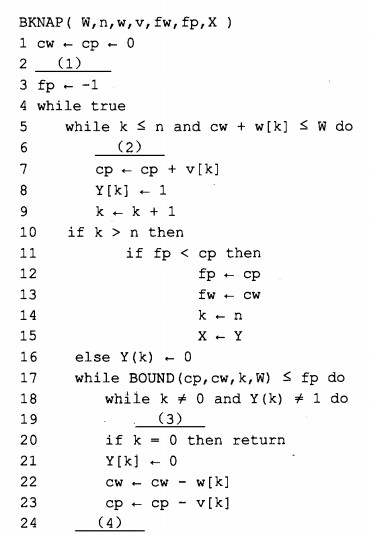 BKNAP( W,n,w,v,fw,fp,X )
1 cw ← cp ← 0
2 (1)
3 fp ← -1
4 while true
5 while k ≤ n and cw + w[k] ≤ W do
6 (2)
7 cp ← cp + v[k]
8 Y[k] ← 1
9 k ← k + 1
10 if k > n then
11 if fp < cp then
12 fp ← cp
13 fw ← cw
14 k ← n
15 X ← Y
16 else Y(k) ← 0
17 while BOUND(cp,cw,k,W) ≤ fp do
18 while k ≠ 0 and Y(k) ≠ 1 do
19 (3)
20 if k = 0 then return
21 Y[k] ← 0
22 cw ← cw - w[k]
23 cp ← cp - v[k]
24 (4)